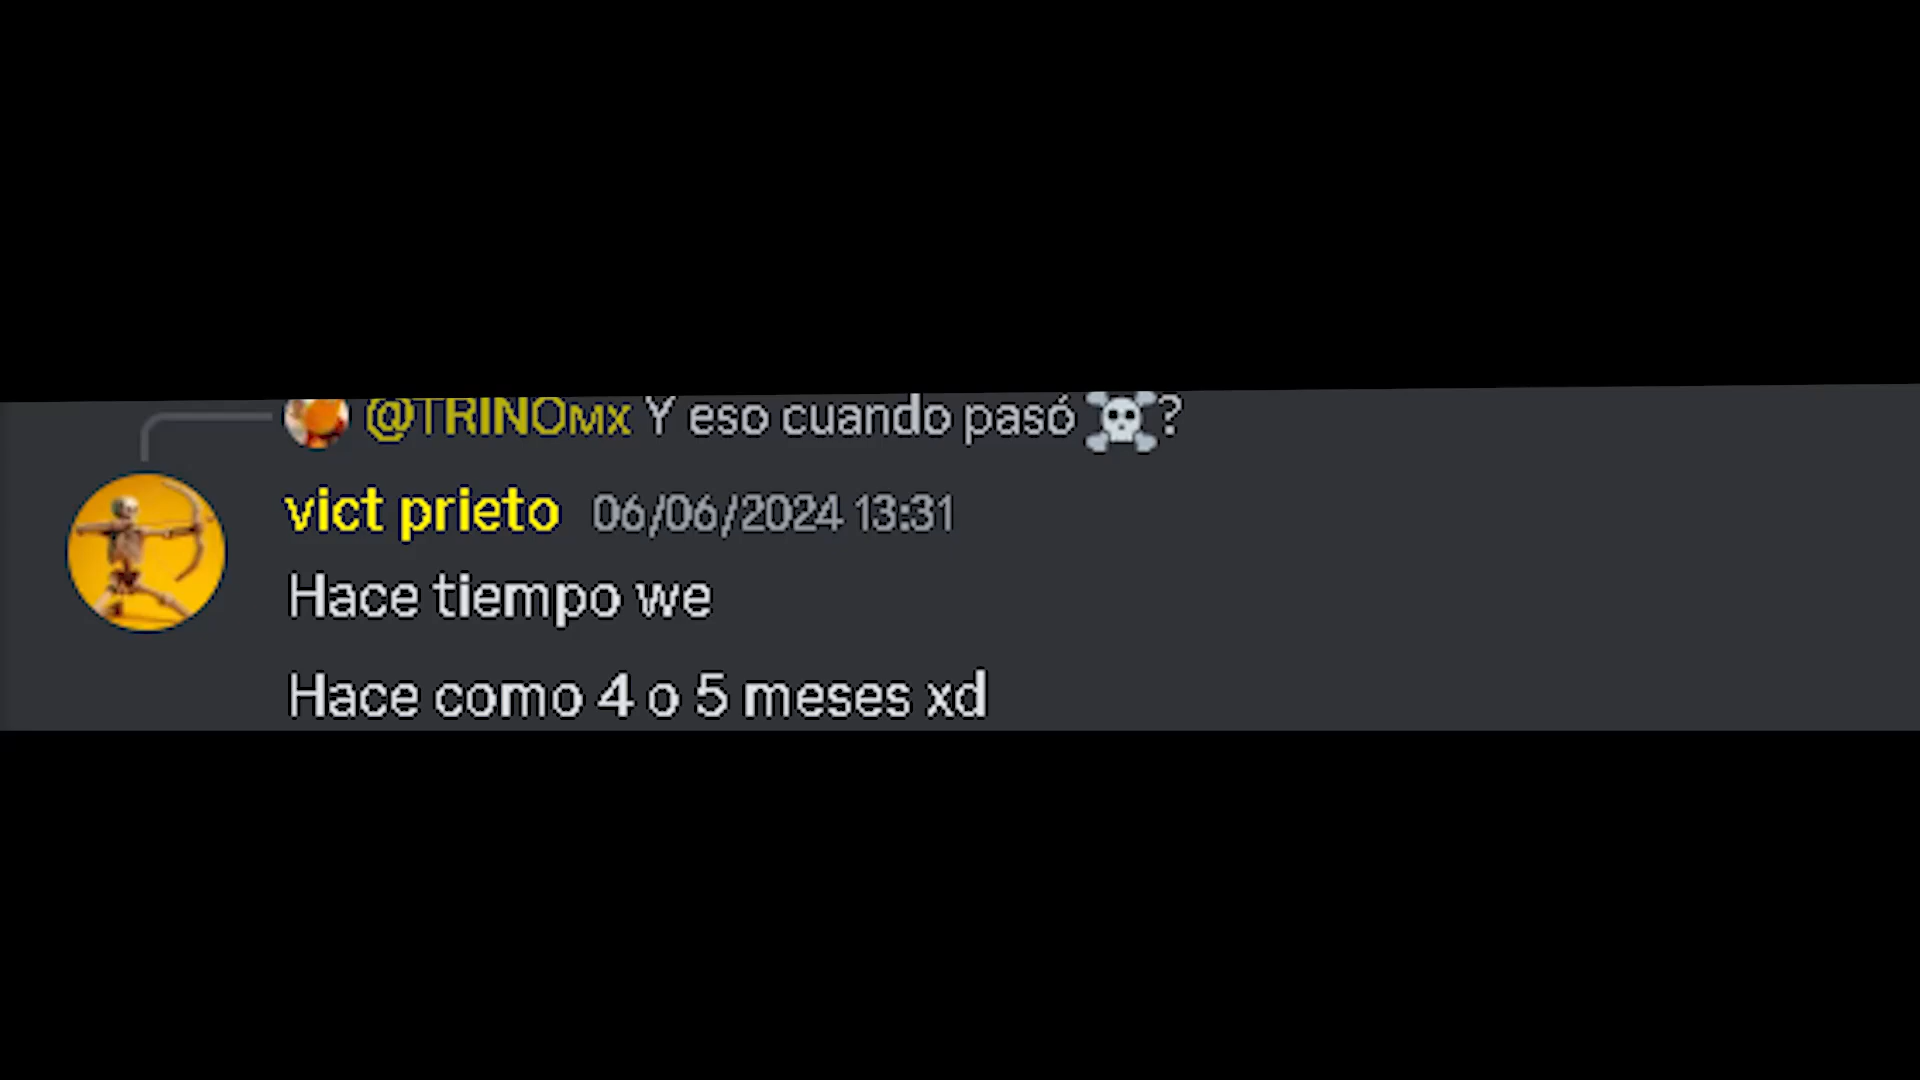 @TRINOMX Y eso cuando pasó ☠️?
vict prieto 06/06/2024 13:31
Hace tiempo we
Hace como 4 o 5 meses xd